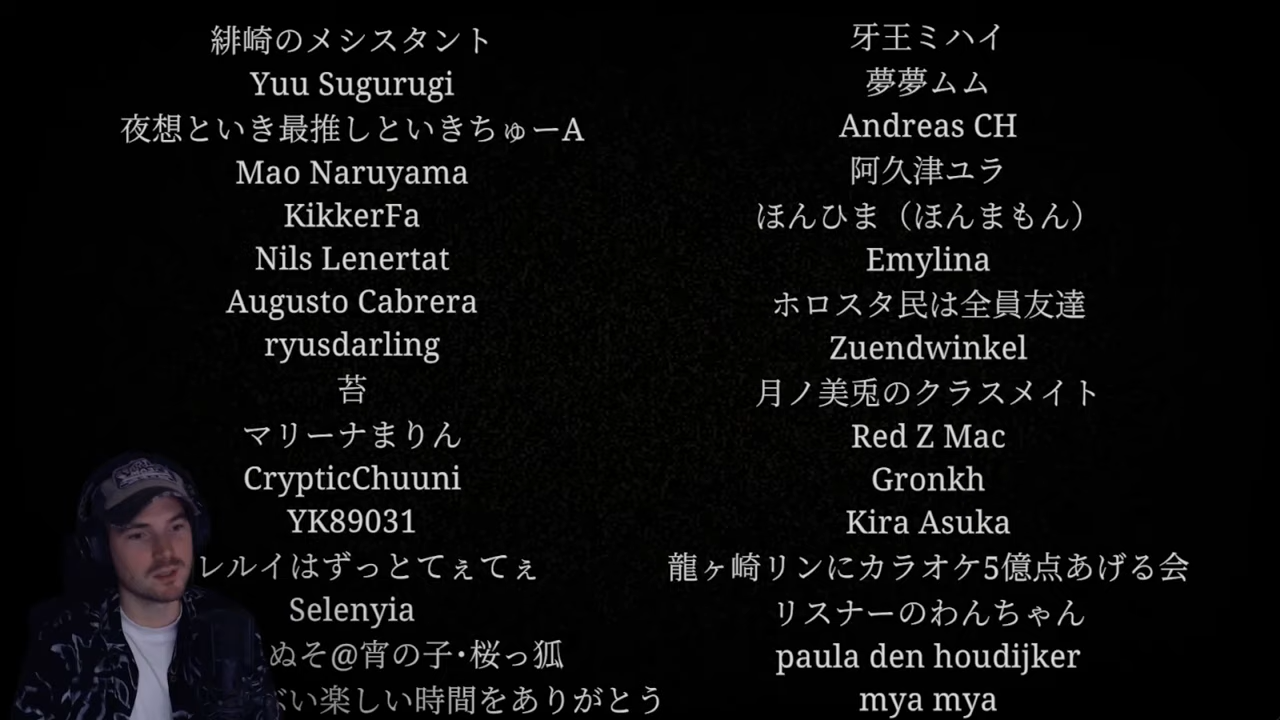 緋崎のメシスタント
Yuu Sugurugi
夜想といき最推しといきちゅーA
Mao Naruyama
KikkerFa
Nils Lenertat
Augusto Cabrera
ryusdarling
苔
マリーナまりん
CrypticChuuni
YK89031
レルイはずっとてぇてぇ
Selenyia
ぬそ@宵の子・桜っ狐
い楽しい時間をありがとう
牙王ミハイ
夢夢ムム
Andreas CH
阿久津ユラ
ほんひま（ほんまもん）
Emylina
ホロスタ民は全員友達
Zuendwinkel
月ノ美兎のクラスメイト
Red Z Mac
Gronkh
Kira Asuka
龍ヶ崎リンにカラオケ5億点あげる会
リスナーのわんちゃん
paula den houdijker
mya mya